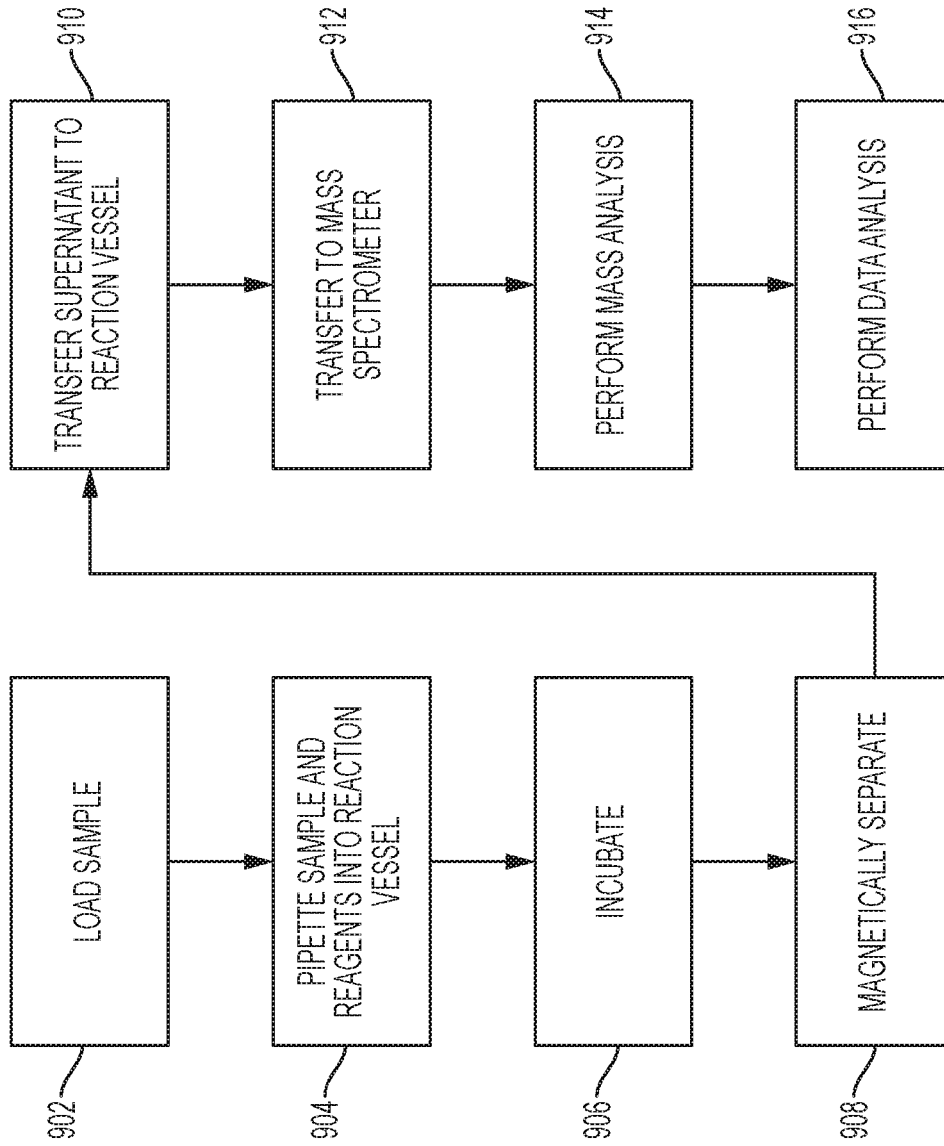 902
LOAD SAMPLE
904
PIPETTE SAMPLE AND
REAGENTS INTO REACTION
VESSEL
906
INCUBATE
908
MAGNETICALLY SEPARATE
TRANSFER SUPERNATANT TO
REACTION VESSEL
910
TRANSFER TO MASS
SPECTROMETER
912
PERFORM MASS ANALYSIS
914
PERFORM DATA ANALYSIS
916